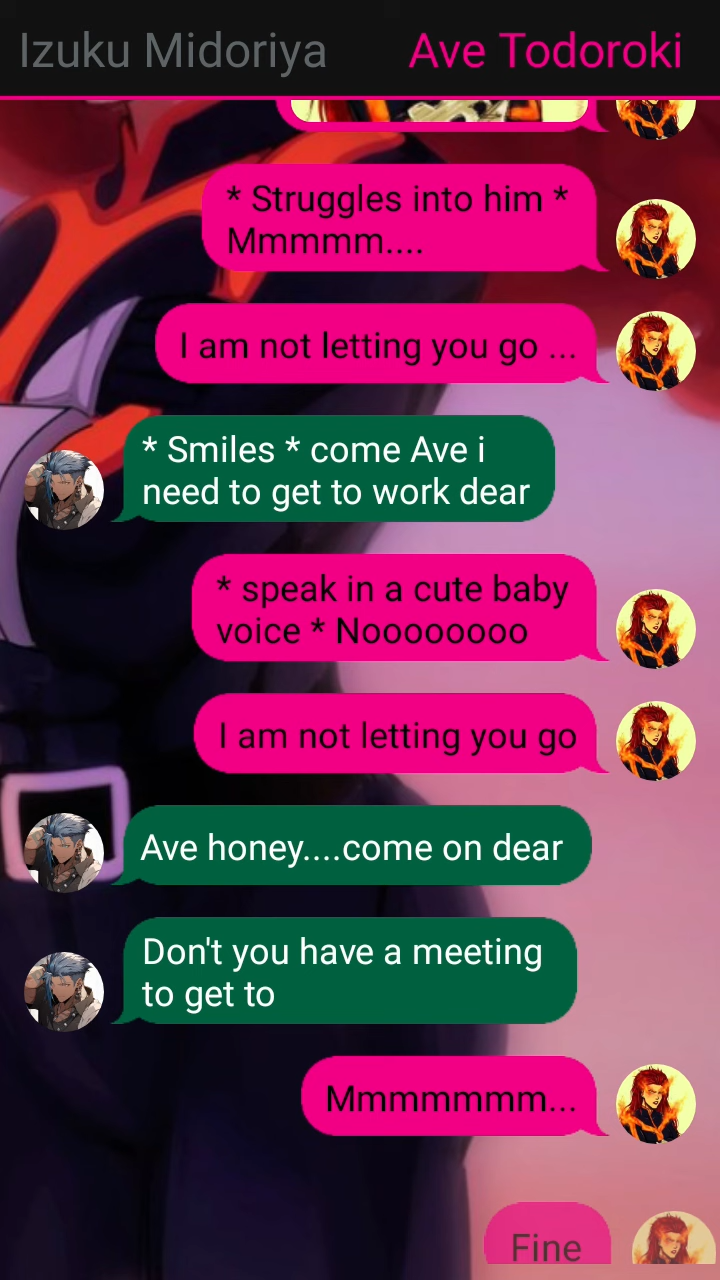 Izuku Midoriya Ave Todoroki
* Struggles into him *
Mmmmm....
I am not letting you go ...
* Smiles * come Ave i
need to get to work dear
* speak in a cute baby
voice * Noooooooo
I am not letting you go
Ave honey....come on dear
Don't you have a meeting
to get to
Mmmmmmm...
Fine